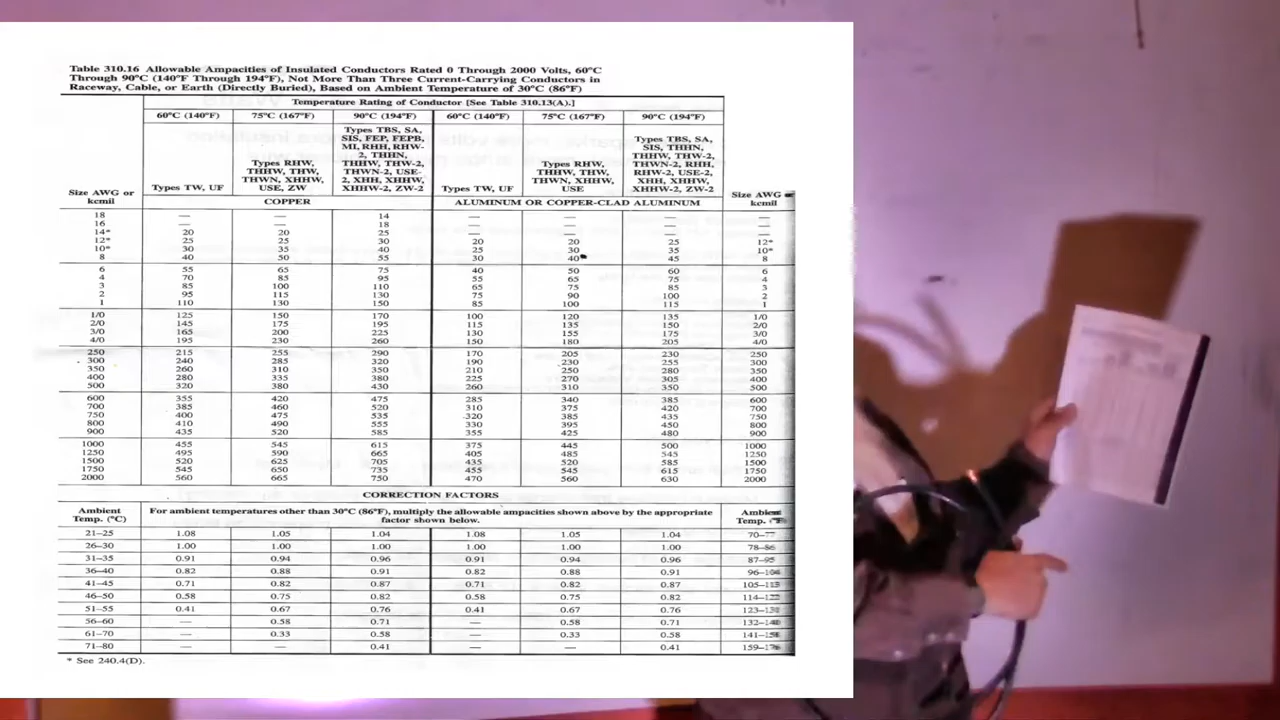 Table 310.16 Allowable Ampacities of Insulated Conductors Rated 0 Through 2000 Volts, 60°C
Through 90°C (140°F Through 194°F), Not More Than Three Current-Carrying Conductors in
Raceway, Cable, or Earth (Directly Buried), Based on Ambient Temperature of 30°C (86°F)
Temperature Rating of Conductor [See Table 310.13(A).]
60°C (140°F) 75°C (167°F) 90°C (194°F) 60°C (140°F) 75°C (167°F) 90°C (194°F)
Size AWG or
kcmil
Types TW, UF
Types RHW,
THHW, THW,
THWN, XHHW,
USE, ZW
Types TBS, SA,
SIS, FEP, FEPB,
MI, RHH, RHW-
2, THHN,
THHW, THW-2,
THWN-2, USE-
2, XHH, XHHW,
XHHW-2, ZW-2
Types TW, UF
Types RHW,
THHW, THW,
THWN, XHHW,
USE
Types TBS, SA,
SIS, THHN,
THHW, THW-2,
THWN-2, RHH,
RHW-2, USE-2,
XHH, XHHW,
XHHW-2, ZW-2
Size AWG
kcmil
COPPER ALUMINUM OR COPPER-CLAD ALUMINUM
18 — — 14 — — — —
16 — — 18 — — — —
14* 20 20 25 — — — —
12* 25 25 30 20 20 25 12*
10* 30 35 40 25 30 35 10*
8 40 50 55 30 40 45 8
6 55 65 75 40 50 60 6
4 70 85 95 55 65 75 4
3 85 100 110 65 75 85 3
2 95 115 130 75 90 100 2
1 110 130 150 85 100 115 1
1/0 125 150 170 100 120 135 1/0
2/0 145 175 195 115 135 150 2/0
3/0 165 200 225 130 155 175 3/0
4/0 195 230 260 150 180 205 4/0
250 215 255 290 170 205 230 250
300 240 285 320 190 230 255 300
350 260 310 350 210 250 280 350
400 280 335 380 225 270 305 400
500 320 380 430 260 310 350 500
600 355 420 475 285 340 385 600
700 385 460 520 310 375 420 700
750 400 475 535 320 385 435 750
800 410 490 555 330 395 450 800
900 435 520 585 355 425 480 900
1000 455 545 615 375 445 500 1000
1250 495 590 665 405 485 545 1250
1500 520 625 705 435 520 585 1500
1750 545 650 735 455 545 615 1750
2000 560 665 750 470 560 630 2000
CORRECTION FACTORS
Ambient
Temp. (°C)
For ambient temperatures other than 30°C (86°F), multiply the allowable ampacities shown above by the appropriate
factor shown below.
Ambient
Temp. (°F)
21–25 1.08 1.05 1.04 1.08 1.05 1.04 70–77
26–30 1.00 1.00 1.00 1.00 1.00 1.00 78–86
31–35 0.91 0.94 0.96 0.91 0.94 0.96 87–95
36–40 0.82 0.88 0.91 0.82 0.88 0.91 96–104
41–45 0.71 0.82 0.87 0.71 0.82 0.87 105–113
46–50 0.58 0.75 0.82 0.58 0.75 0.82 114–122
51–55 0.41 0.67 0.76 0.41 0.67 0.76 123–131
56–60 — 0.58 0.71 — 0.58 0.71 132–140
61–70 — 0.33 0.58 — 0.33 0.58 141–158
71–80 — — 0.41 — — 0.41 159–176
* See 240.4(D).